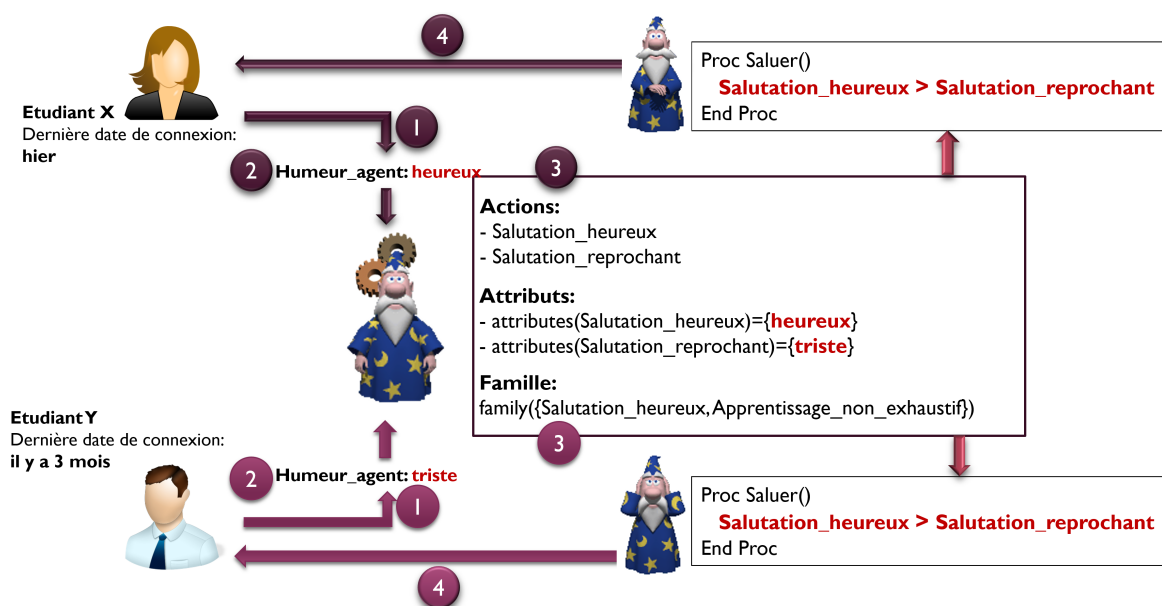 4
Proc Saluer()
Salutation_heureux > Salutation_reprochant
End Proc
Etudiant X
Dernière date de connexion:
hier
1
2
Humeur_agent: heureux
3
Actions:
- Salutation_heureux
- Salutation_reprochant
Attributs:
- attributes(Salutation_heureux)={heureux}
- attributes(Salutation_reprochant)={triste}
Famille:
family({Salutation_heureux, Apprentissage_non_exhaustif})
3
Etudiant Y
Dernière date de connexion:
il y a 3 mois
2
Humeur_agent: triste
1
Proc Saluer()
Salutation_heureux > Salutation_reprochant
End Proc
4